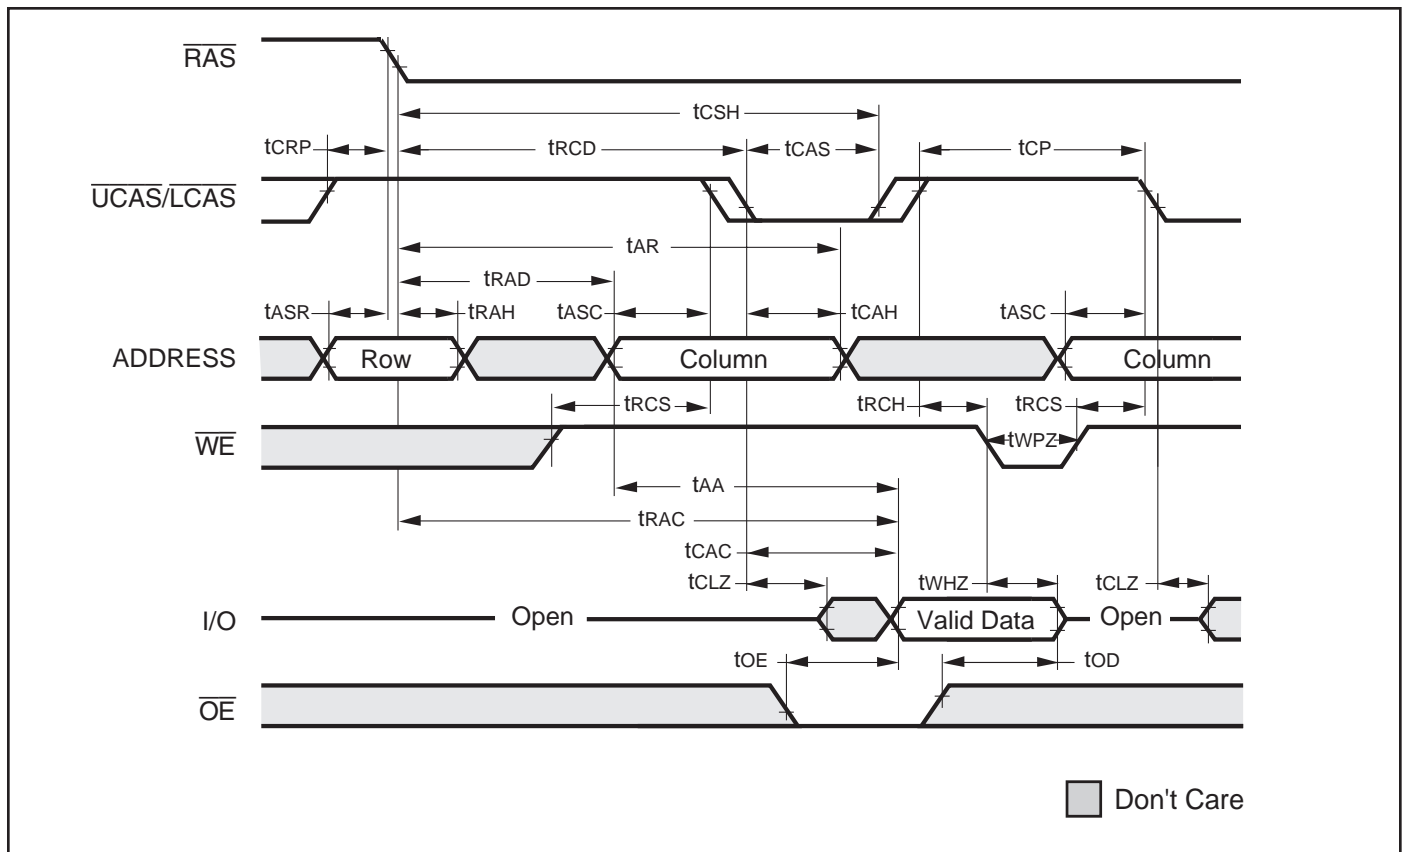 RAS
tCSH
tCRP
tRCD
tCAS
tCP
UCAS/LCAS
tAR
tRAD
tASR
tRAH
tASC
tCAH
tASC
ADDRESS
Row
Column
Column
tRCS
tRCH
tRCS
WE
tWPZ
tAA
tRAC
tCAC
tCLZ
tWHZ
tCLZ
I/O
Open
Valid Data
Open
tOE
tOD
OE
Don't Care